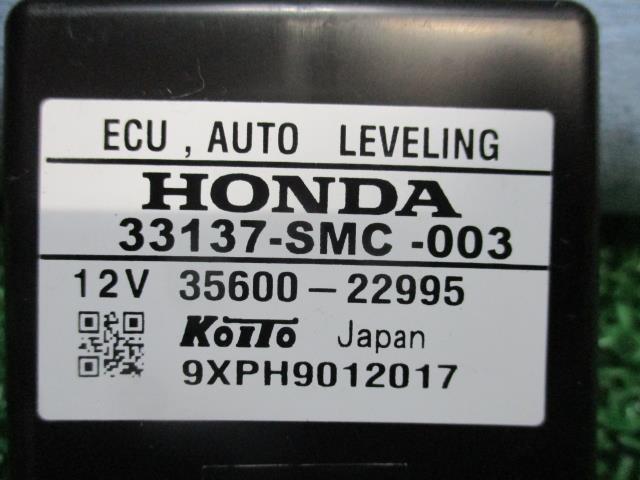 ECU , AUTO LEVELING
HONDA
33137-SMC -003
12V 35600-22995
KOITO Japan
9XPH9012017